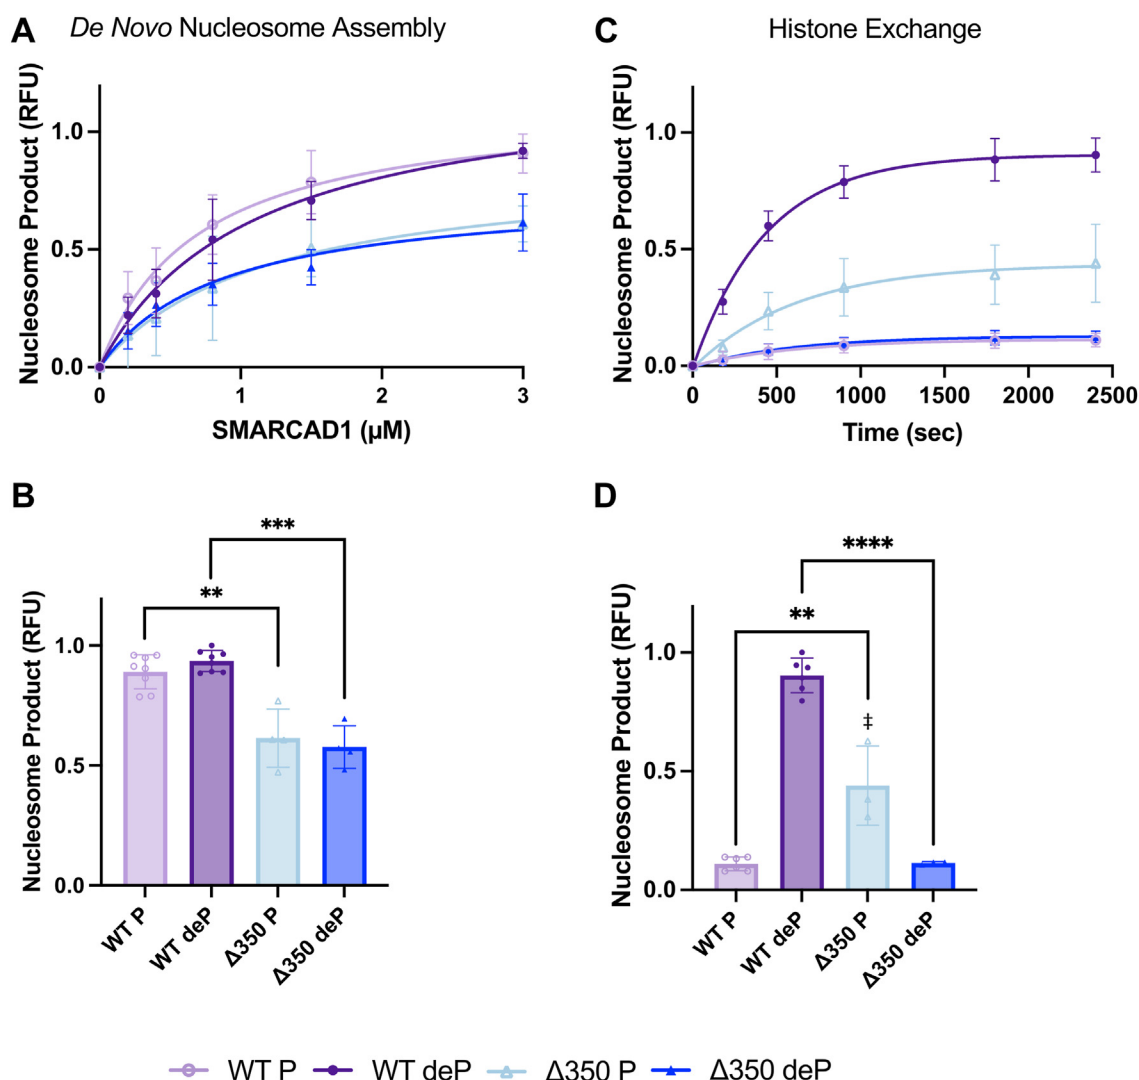 A
De Novo Nucleosome Assembly
Nucleosome Product (RFU)
1.0
0.5
0.0
0
1
2
3
SMARCAD1 (µM)
C
Histone Exchange
Nucleosome Product (RFU)
1.0
0.5
0.0
0
500
1000
1500
2000
2500
Time (sec)
B
***
**
Nucleosome Product (RFU)
1.0
0.5
0.0
WT P
WT deP
Δ350 P
Δ350 deP
D
****
**
‡
Nucleosome Product (RFU)
1.0
0.5
0.0
WT P
WT deP
Δ350 P
Δ350 deP
WT P WT deP Δ350 P Δ350 deP